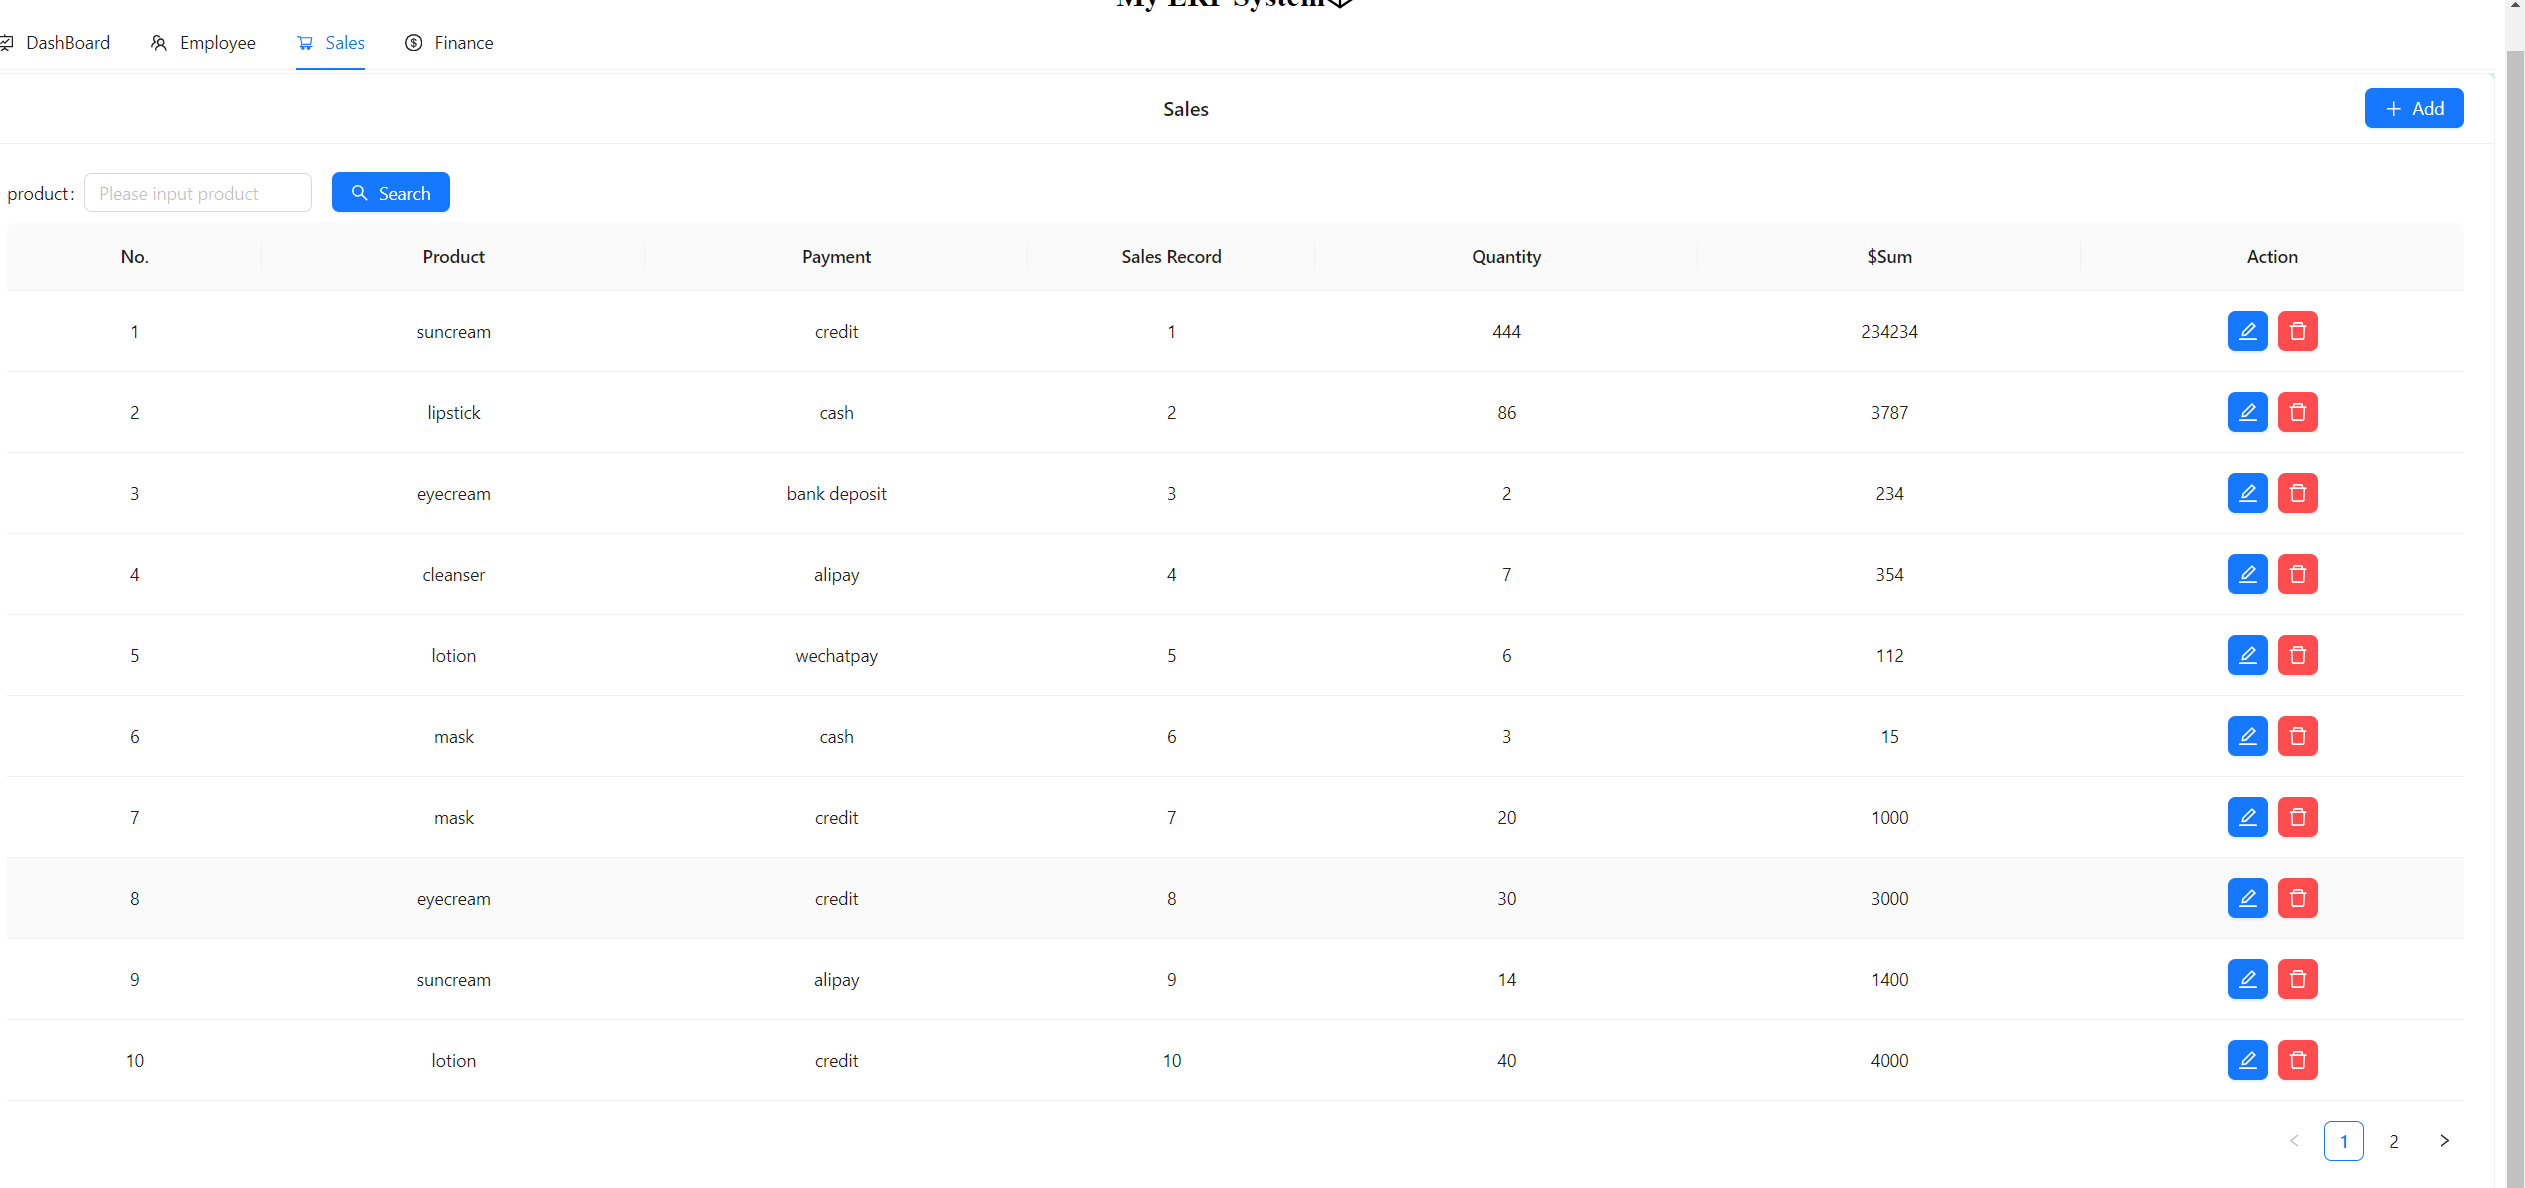 My ERP System
DashBoard Employee Sales Finance
Sales
Add
product: Please input product Search
No. Product Payment Sales Record Quantity $Sum Action
1 suncream credit 1 444 234234
2 lipstick cash 2 86 3787
3 eyecream bank deposit 3 2 234
4 cleanser alipay 4 7 354
5 lotion wechatpay 5 6 112
6 mask cash 6 3 15
7 mask credit 7 20 1000
8 eyecream credit 8 30 3000
9 suncream alipay 9 14 1400
10 lotion credit 10 40 4000
1 2